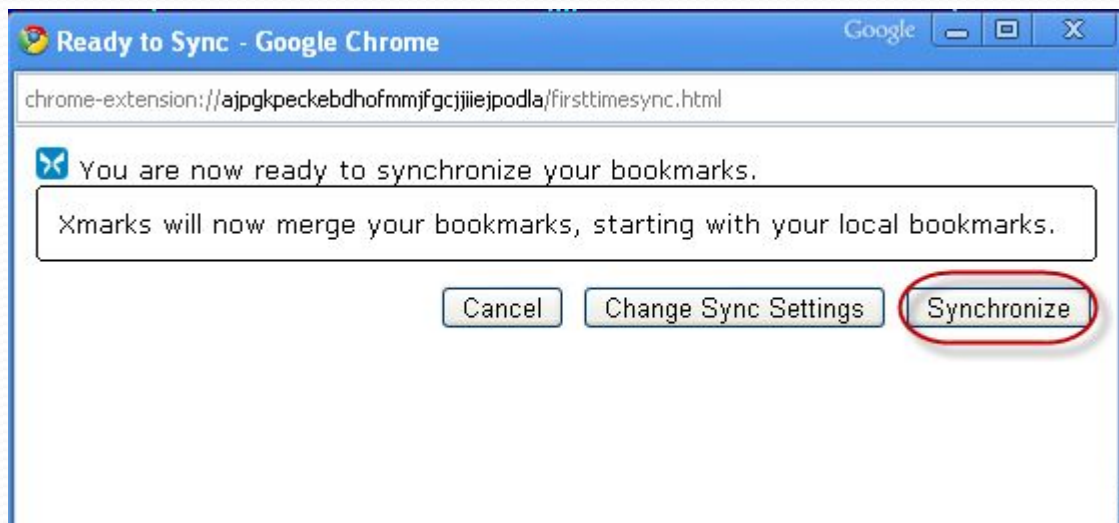 Ready to Sync - Google Chrome
Google
chrome-extension://ajpgkpeckebdhofmmjfgcjjiiejpodla/firsttimesync.html
You are now ready to synchronize your bookmarks.
Xmarks will now merge your bookmarks, starting with your local bookmarks.
Cancel
Change Sync Settings
Synchronize